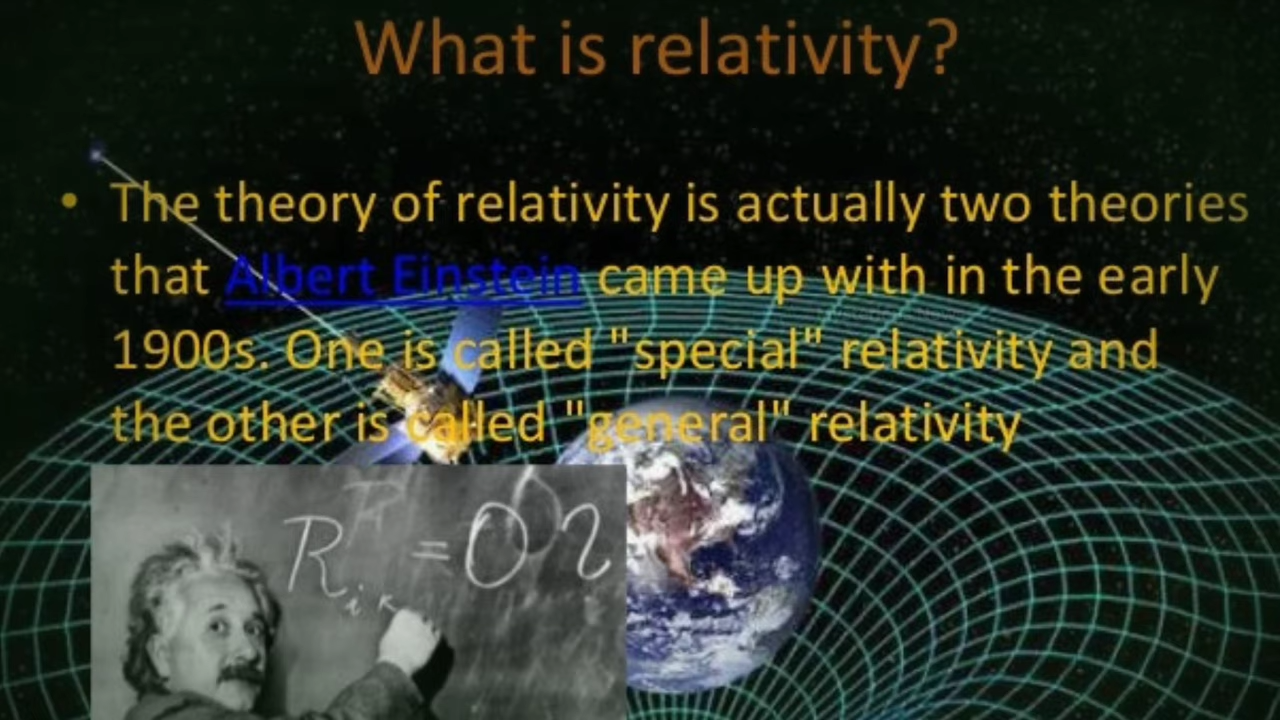 What is relativity?
• The theory of relativity is actually two theories
that Albert Einstein came up with in the early
1900s. One is called "special" relativity and
the other is called "general" relativity
R i k = 0 ?